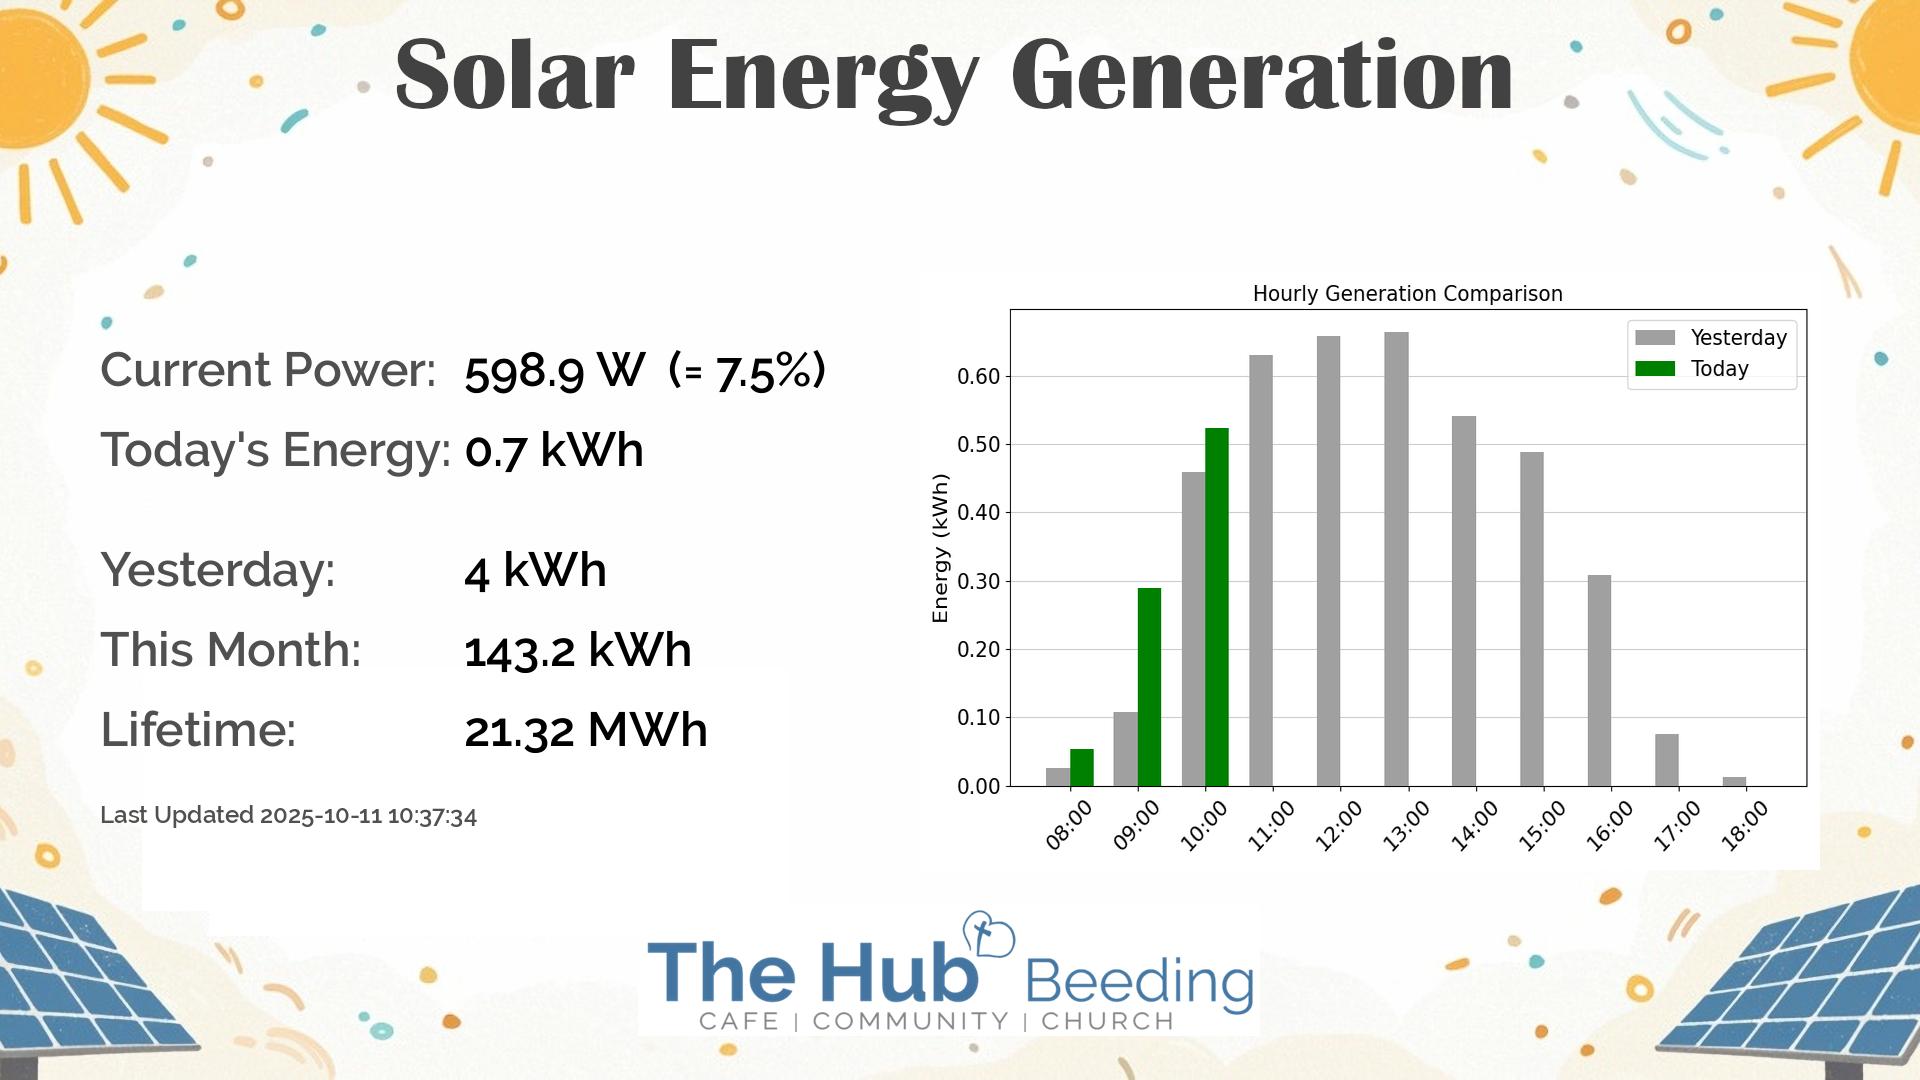 Solar Energy Generation
Current Power: 598.9 W (= 7.5%)
Today's Energy: 0.7 kWh
Yesterday: 4 kWh
This Month: 143.2 kWh
Lifetime: 21.32 MWh
Last Updated 2025-10-11 10:37:34
Hourly Generation Comparison
Yesterday
Today
Energy (kWh)
0.60
0.50
0.40
0.30
0.20
0.10
0.00
08:00 09:00 10:00 11:00 12:00 13:00 14:00 15:00 16:00 17:00 18:00
The Hub Beeding
CAFE | COMMUNITY | CHURCH